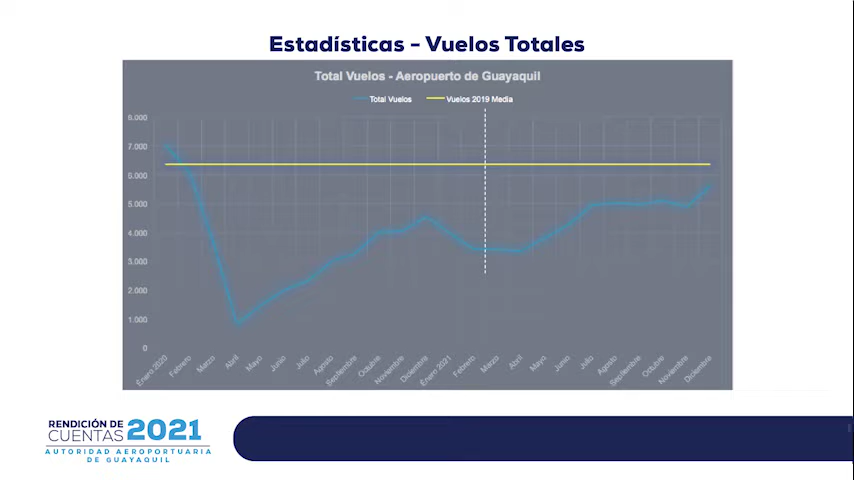 Estadísticas - Vuelos Totales
Total Vuelos - Aeropuerto de Guayaquil
Total Vuelos
Vuelos 2019 Media
8.000
7.000
6.000
5.000
4.000
3.000
2.000
1.000
0
Enero 2020
Febrero
Marzo
Abril
Mayo
Junio
Julio
Agosto
Septiembre
Octubre
Noviembre
Diciembre
Enero 2021
Febrero
Marzo
Abril
Mayo
Junio
Julio
Agosto
Septiembre
Octubre
Noviembre
Diciembre
RENDICIÓN DE
CUENTAS 2021
AUTORIDAD AEROPORTUARIA
DE GUAYAQUIL